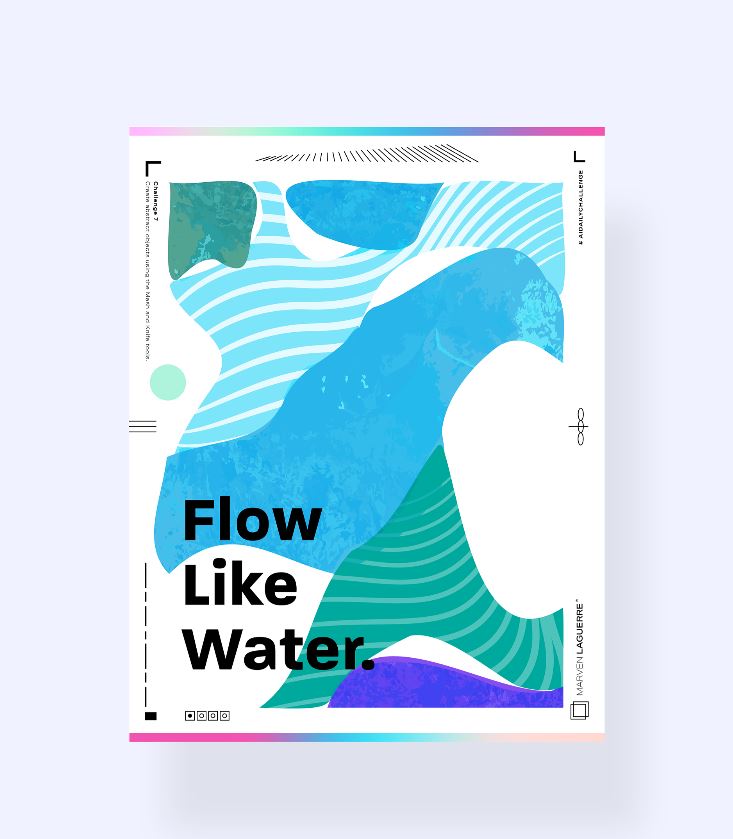 Challenge 7
Create abstract objects using the Mesh and Knife tools.
# AIDAILYCHALLENGE
Flow
Like
Water.
MARVEN LAGUERRE°